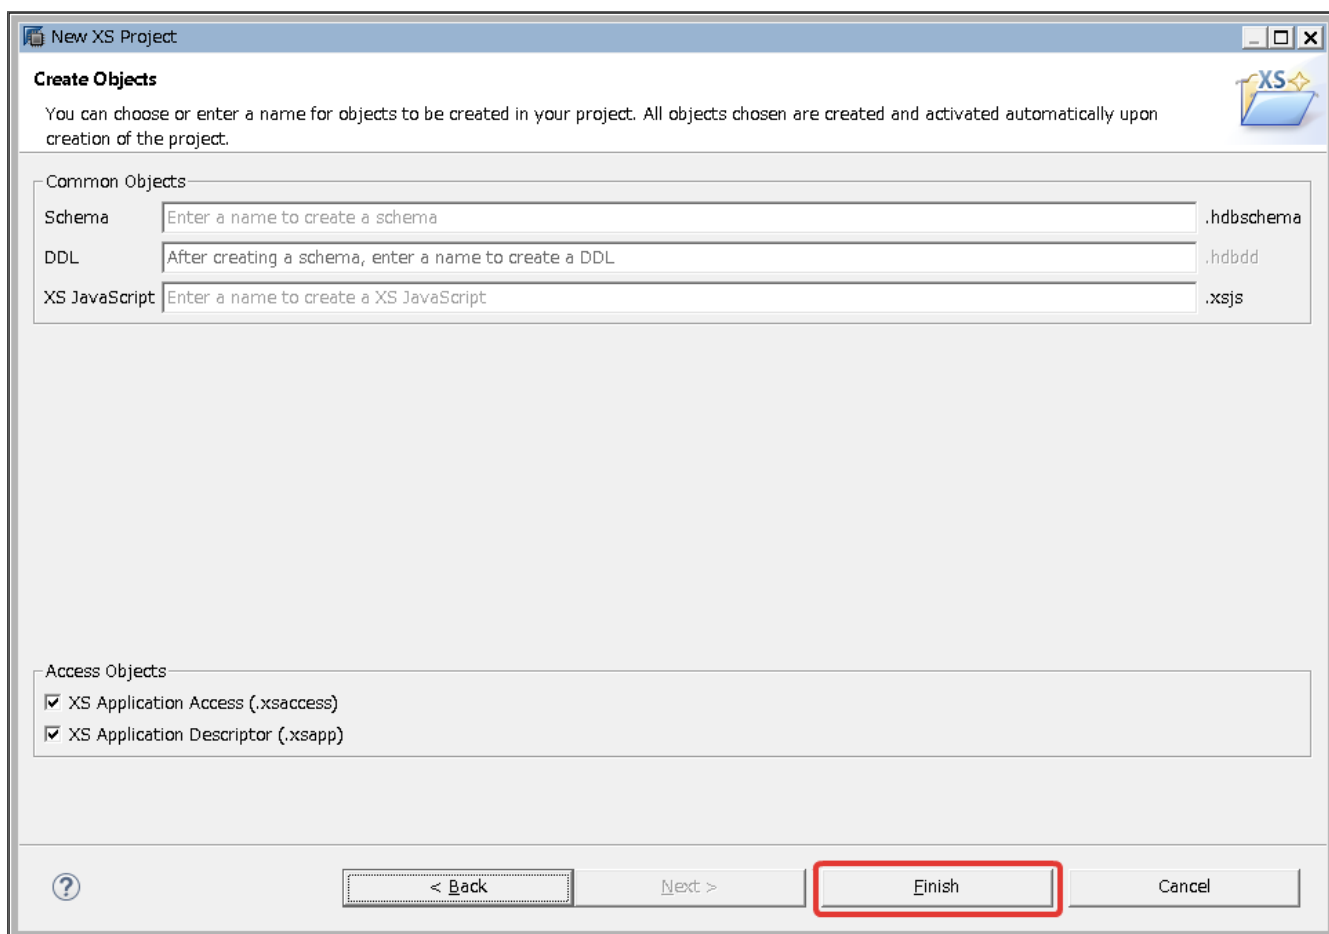 New XS Project
Create Objects
XS
You can choose or enter a name for objects to be created in your project. All objects chosen are created and activated automatically upon
creation of the project.
Common Objects
Schema Enter a name to create a schema .hdbschema
DDL After creating a schema, enter a name to create a DDL .hdbdd
XS JavaScript Enter a name to create a XS JavaScript .xsjs
Access Objects
XS Application Access (.xsaccess)
XS Application Descriptor (.xsapp)
? < Back Next > Finish Cancel